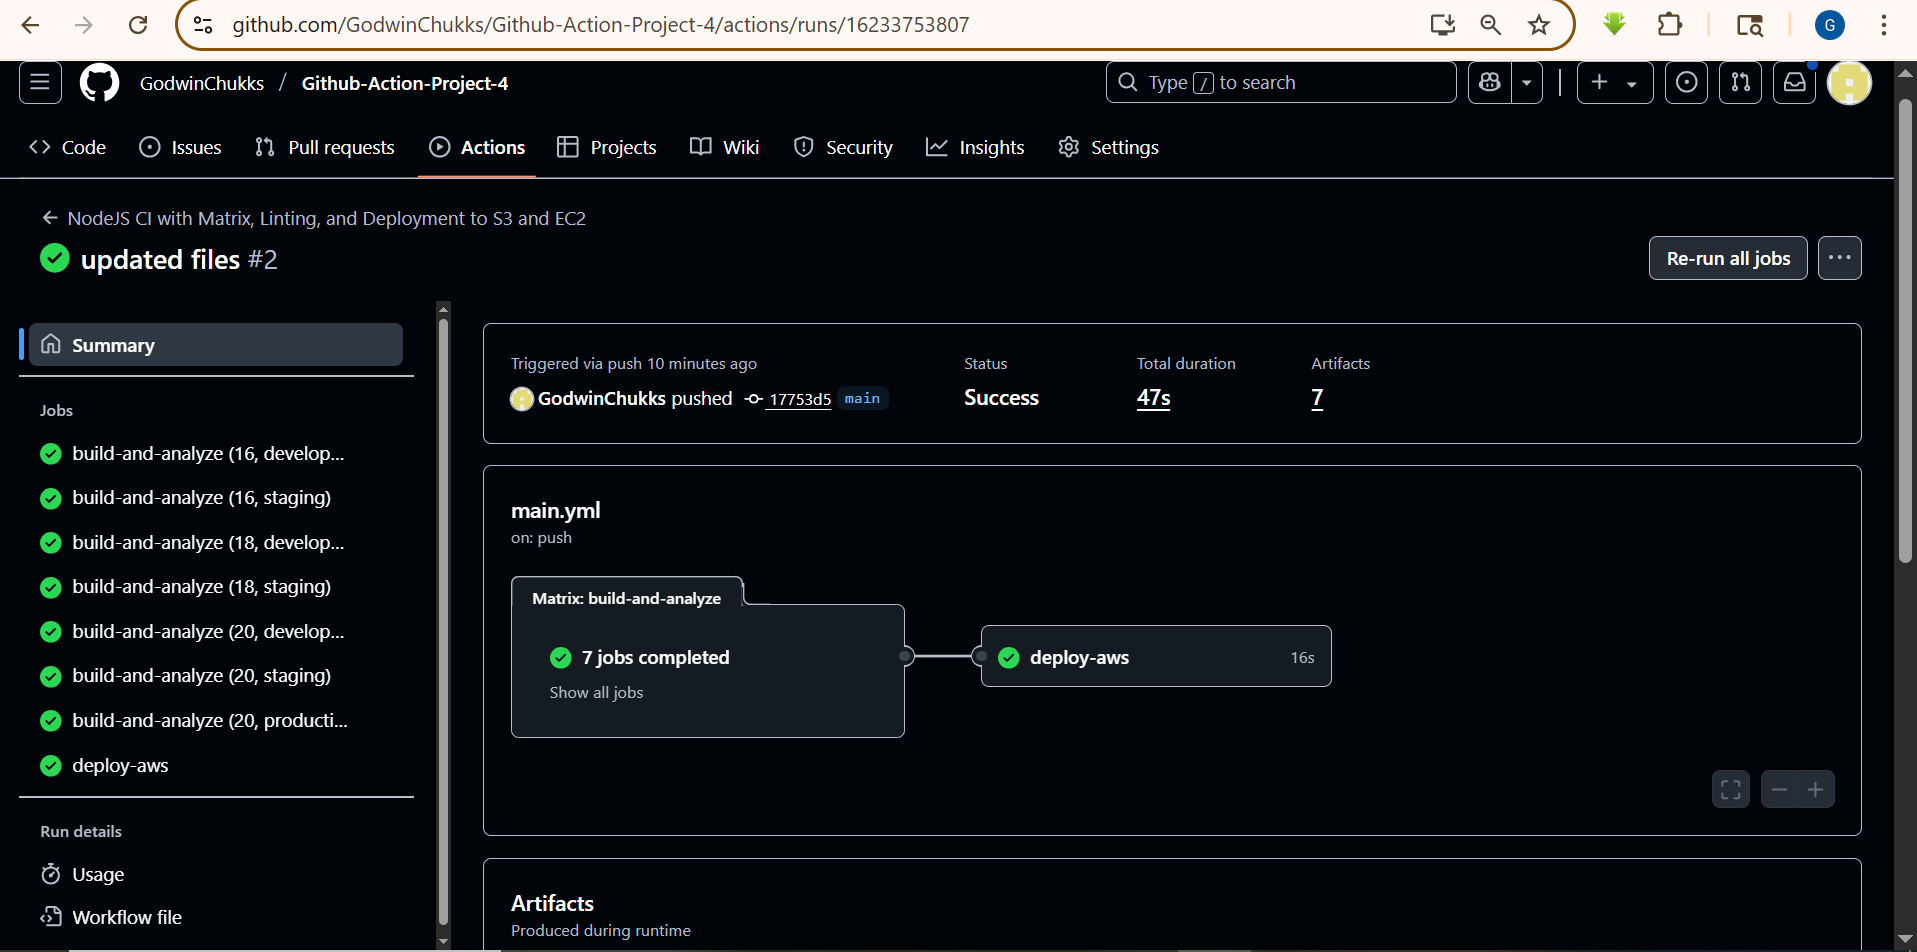 github.com/GodwinChukks/Github-Action-Project-4/actions/runs/16233753807
G
GodwinChukks / Github-Action-Project-4
Type / to search
Code Issues Pull requests Actions Projects Wiki Security Insights Settings
NodeJS CI with Matrix, Linting, and Deployment to S3 and EC2
updated files #2
Re-run all jobs
Summary
Jobs
build-and-analyze (16, develop...
build-and-analyze (16, staging)
build-and-analyze (18, develop...
build-and-analyze (18, staging)
build-and-analyze (20, develop...
build-and-analyze (20, staging)
build-and-analyze (20, producti...
deploy-aws
Run details
Usage
Workflow file
Triggered via push 10 minutes ago
GodwinChukks pushed 17753d5 main
Status
Success
Total duration
47s
Artifacts
7
main.yml
on: push
Matrix: build-and-analyze
7 jobs completed
Show all jobs
deploy-aws 16s
Artifacts
Produced during runtime